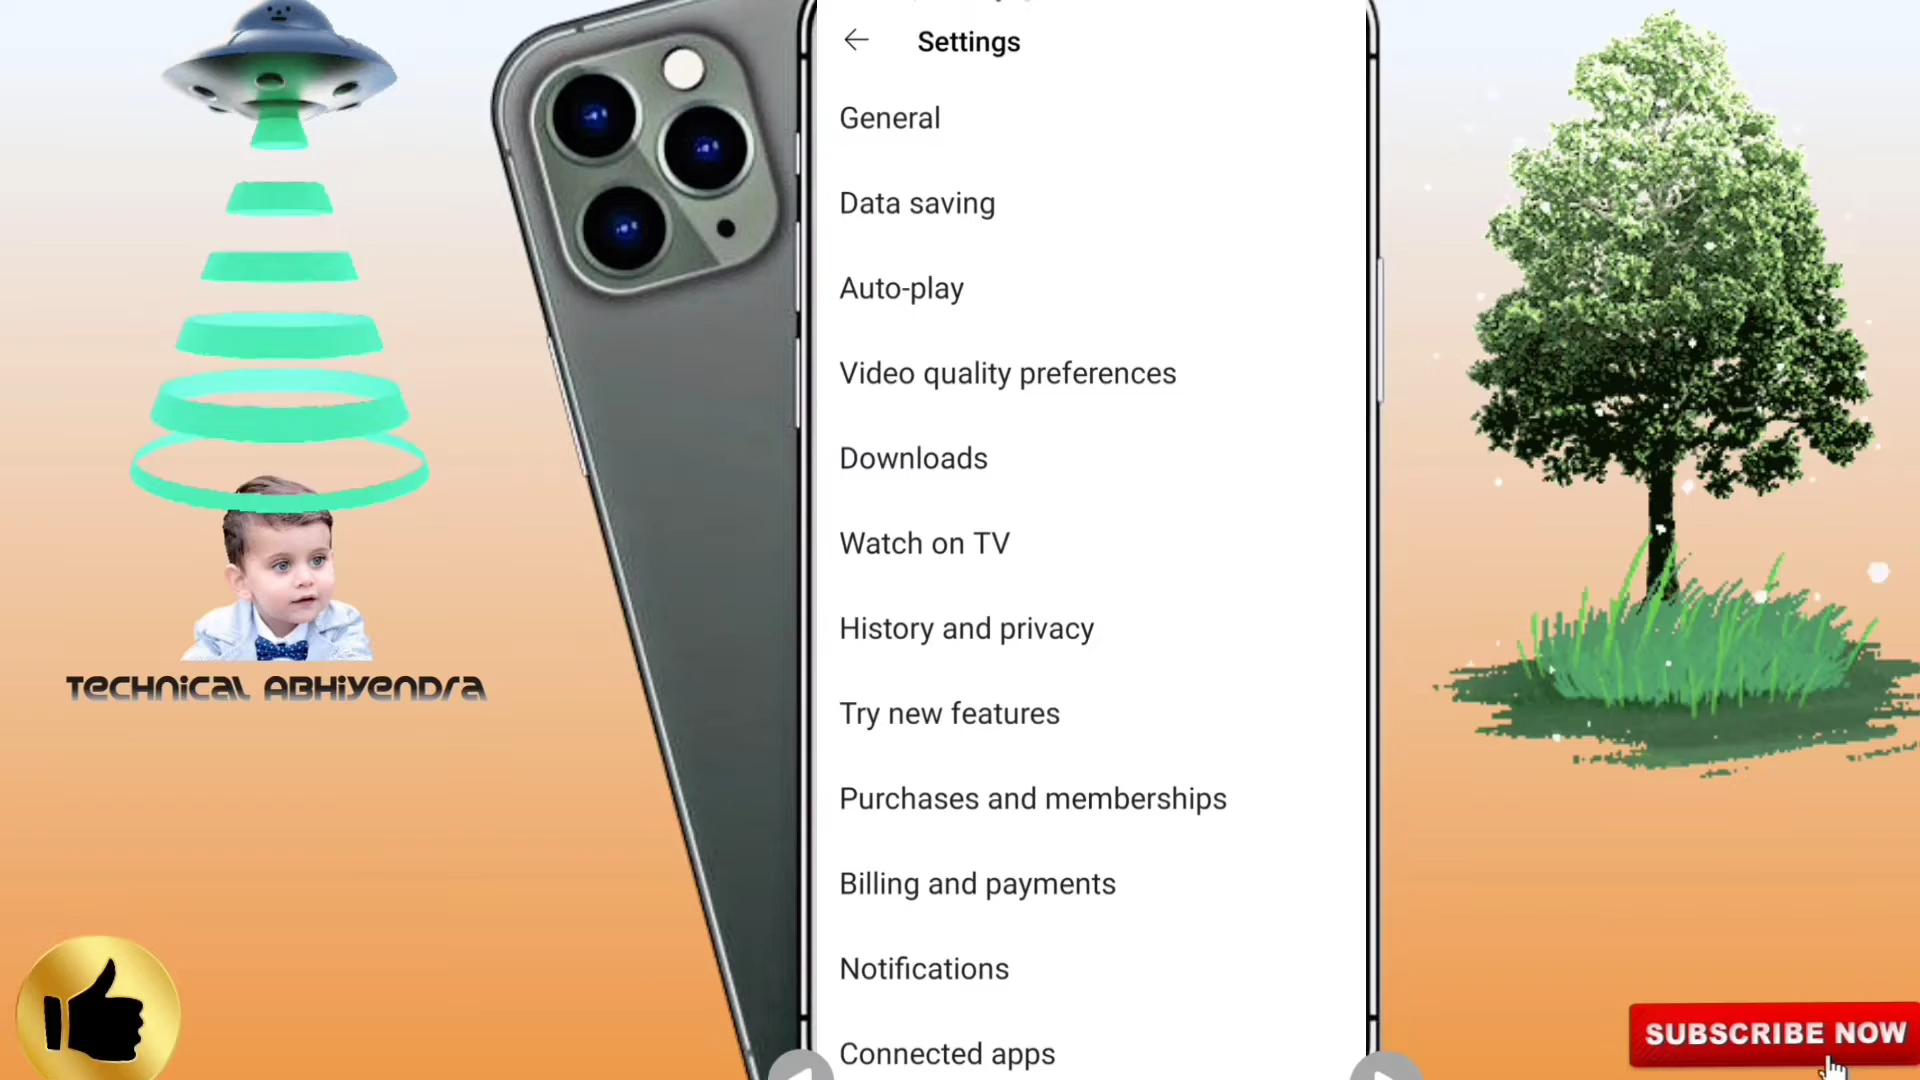 Settings
General
Data saving
Auto-play
Video quality preferences
Downloads
Watch on TV
History and privacy
Try new features
Purchases and memberships
Billing and payments
Notifications
Connected apps
TECHNICAL ABHIYENDRA
SUBSCRIBE NOW